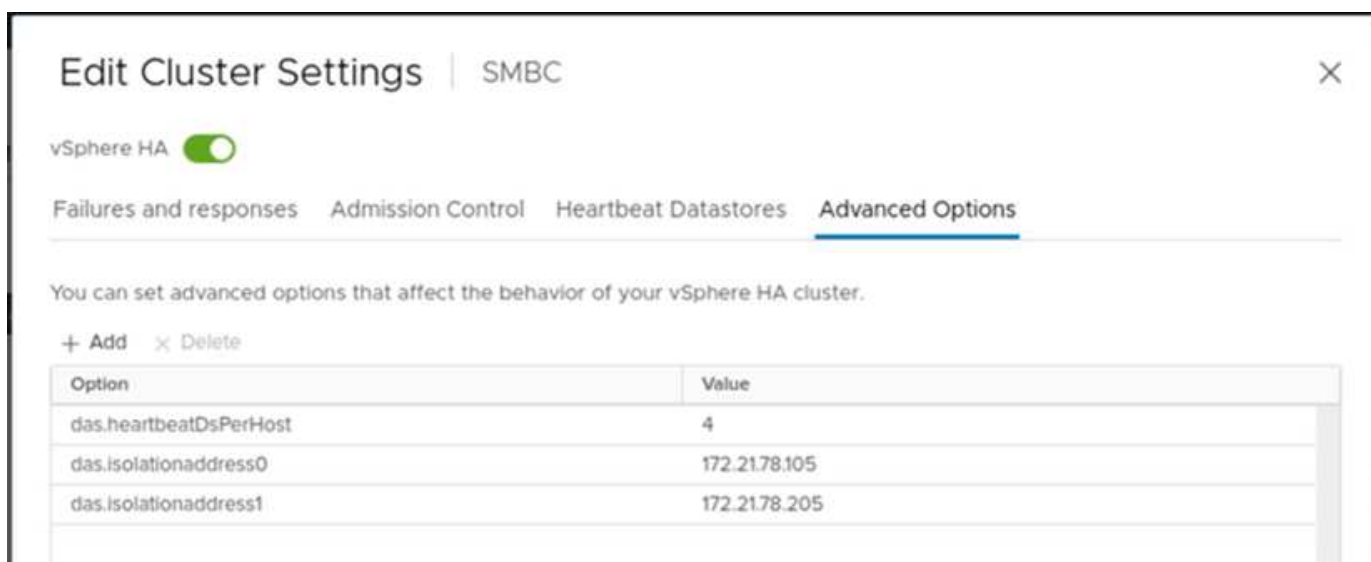 Edit Cluster Settings SMBC
vSphere HA
Failures and responses Admission Control Heartbeat Datastores Advanced Options
You can set advanced options that affect the behavior of your vSphere HA cluster.
+ Add × Delete
Option Value
das.heartbeatDsPerHost 4
das.isolationaddress0 172.21.78.105
das.isolationaddress1 172.21.78.205